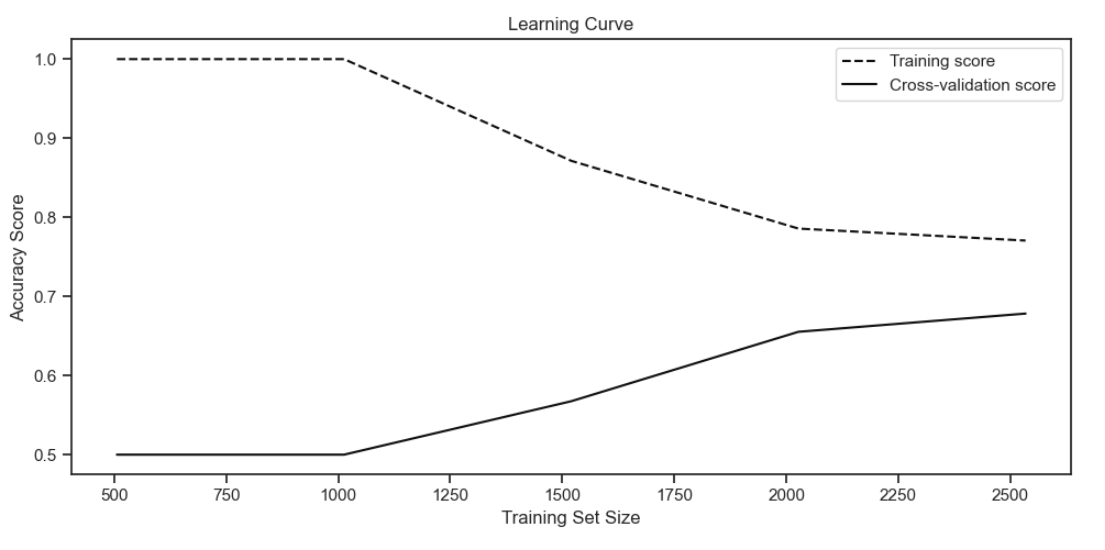 Learning Curve
Training score
Cross-validation score
1.0
0.9
0.8
0.7
0.6
0.5
Accuracy Score
500 750 1000 1250 1500 1750 2000 2250 2500
Training Set Size